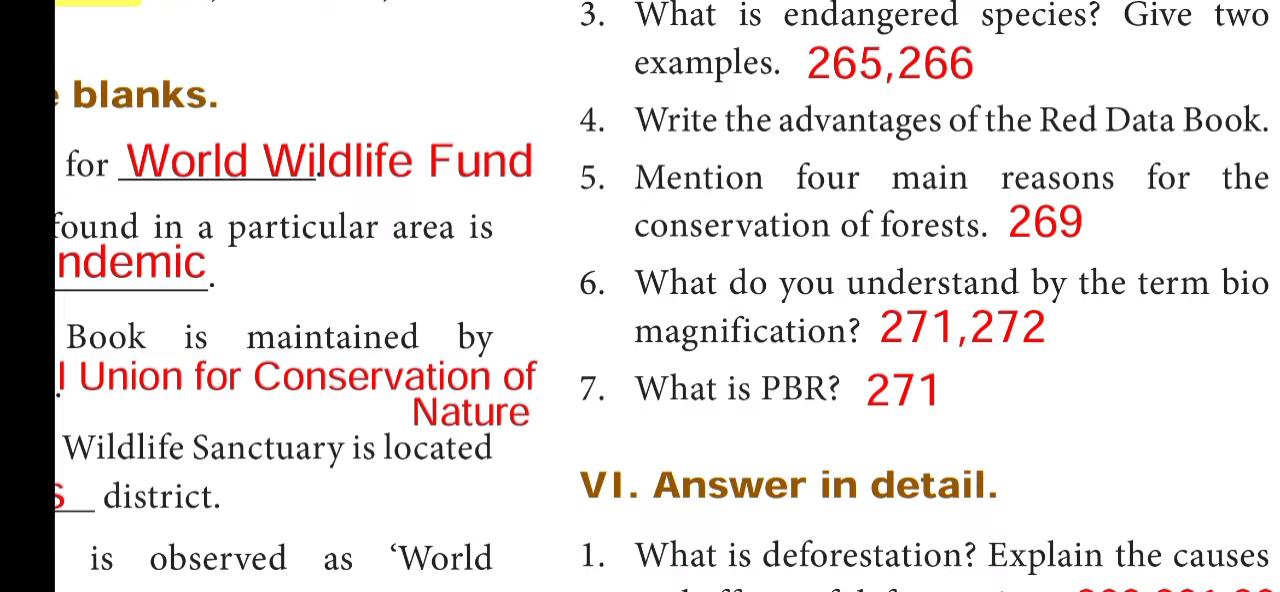 blanks.
for World Wildlife Fund.
found in a particular area is
ndemic.
Book is maintained by
l Union for Conservation of
Nature
Wildlife Sanctuary is located
s district.
is observed as ‘World
3. What is endangered species? Give two
examples. 265,266
4. Write the advantages of the Red Data Book.
5. Mention four main reasons for the
conservation of forests. 269
6. What do you understand by the term bio
magnification? 271,272
7. What is PBR? 271
VI. Answer in detail.
1. What is deforestation? Explain the causes